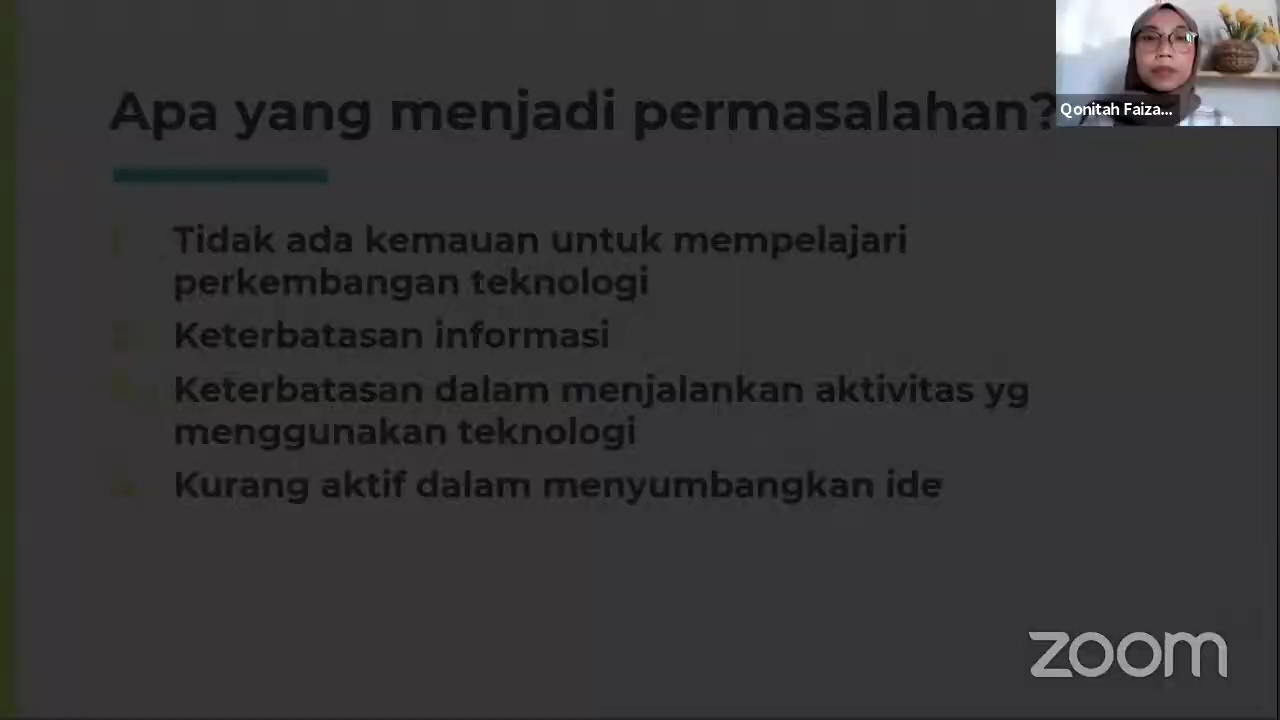 Apa yang menjadi permasalahan?
Qonitah Faiza...
Tidak ada kemauan untuk mempelajari
perkembangan teknologi
Keterbatasan informasi
Keterbatasan dalam menjalankan aktivitas yg
menggunakan teknologi
Kurang aktif dalam menyumbangkan ide
zoom